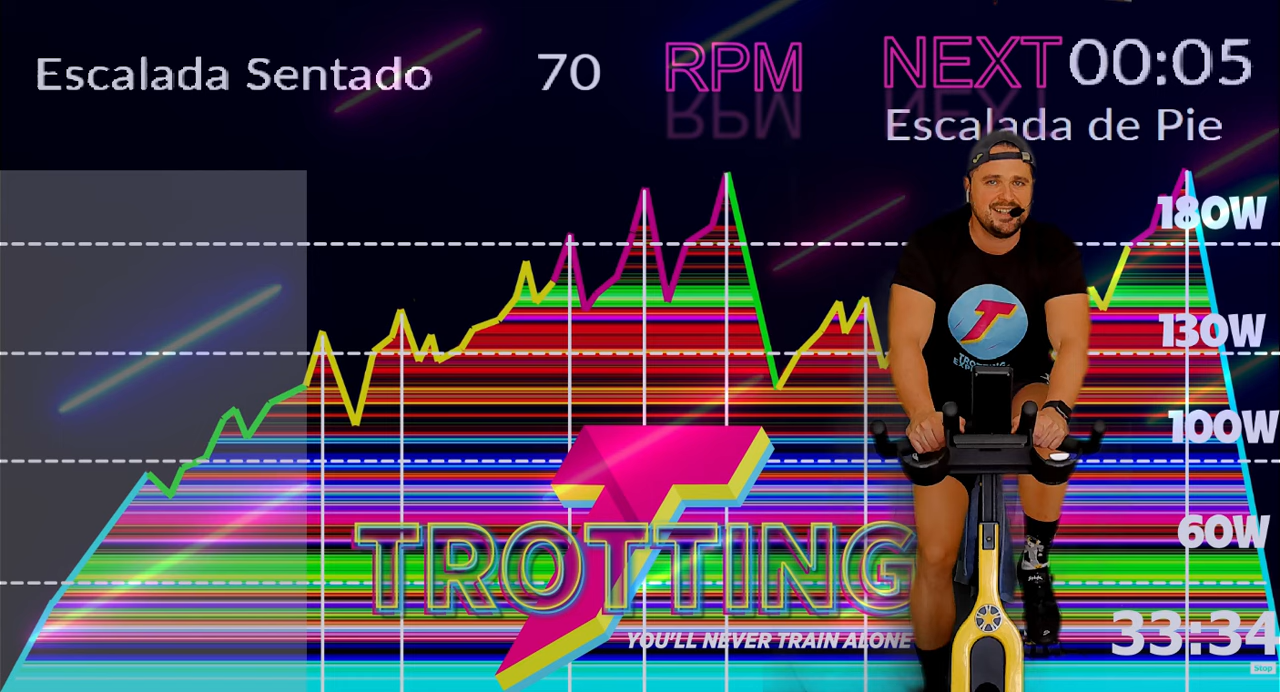 Escalada Sentado
70
RPM
NEXT 00:05
Escalada de Pie
180W
130W
100W
60W
T
TROTTING
YOU'LL NEVER TRAIN ALONE
33:34
Stop